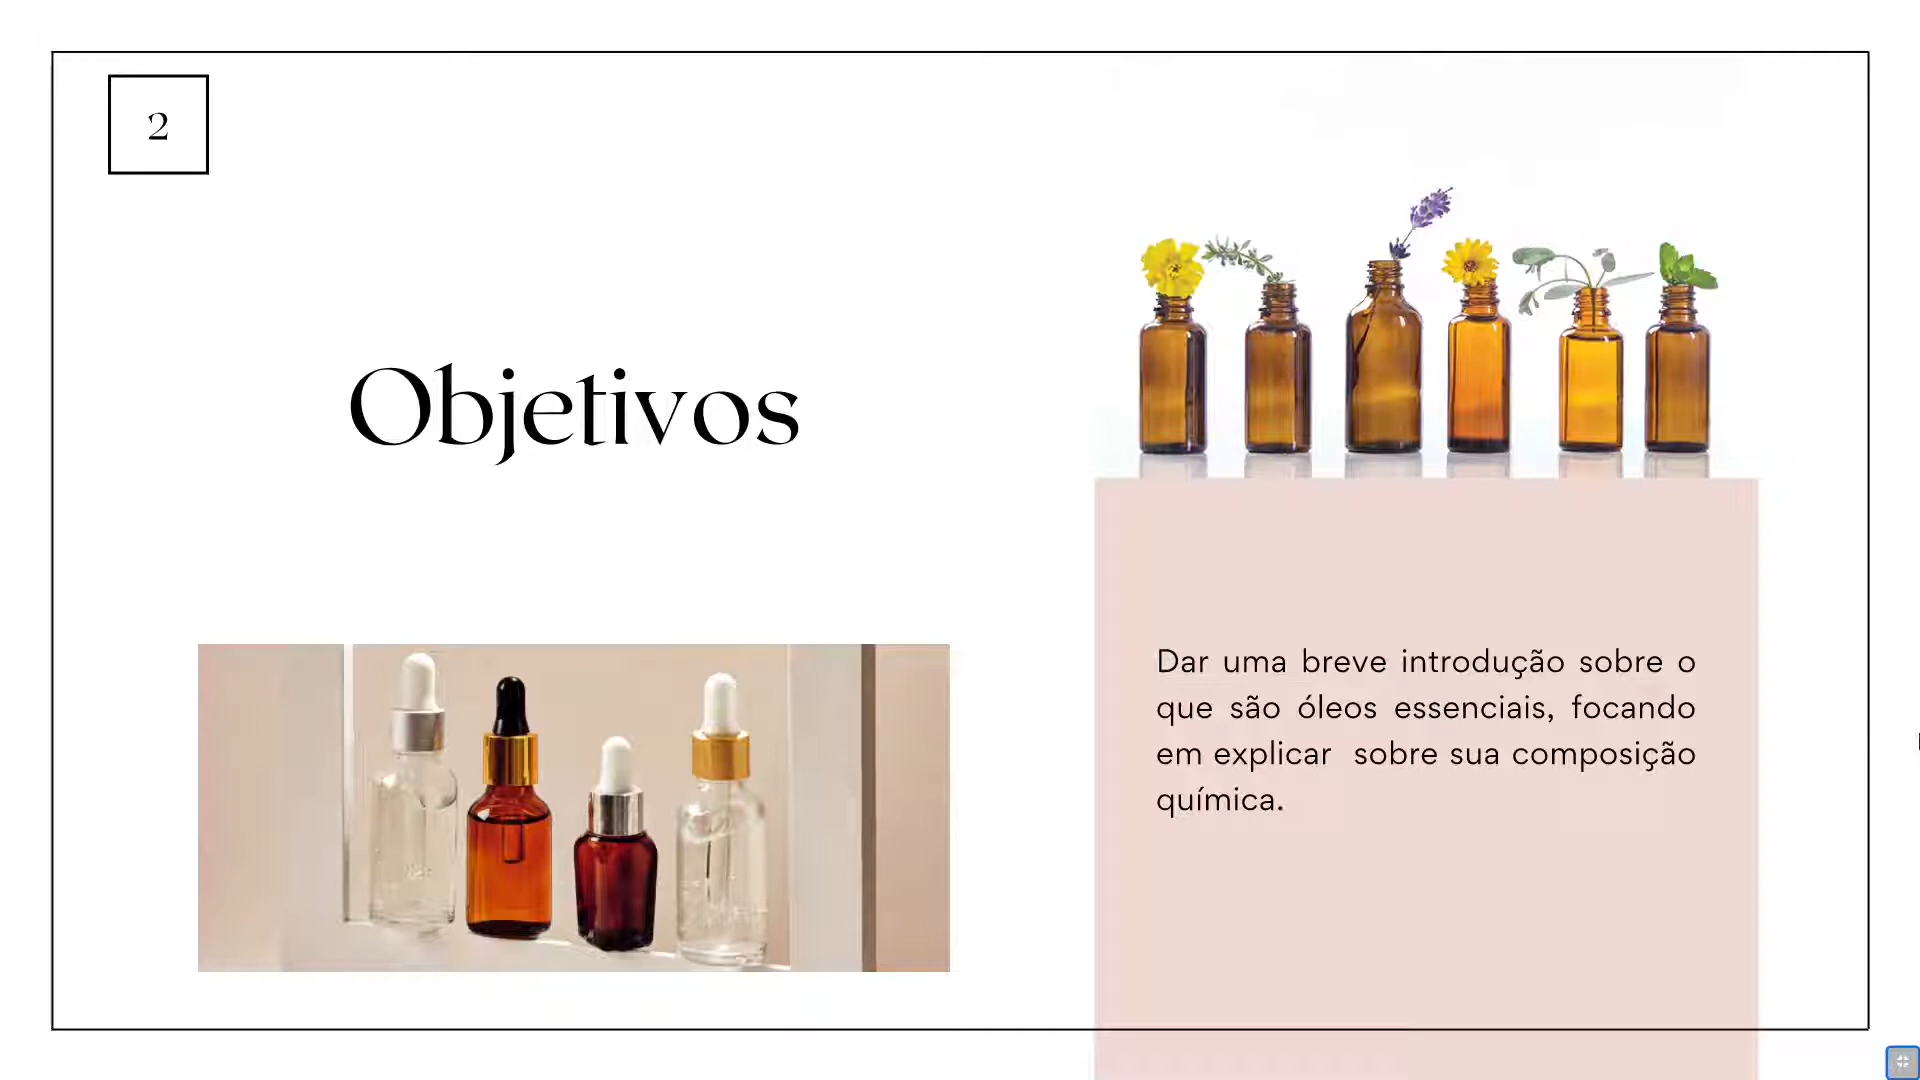 2
Objetivos
Dar uma breve introdução sobre o
que são óleos essenciais, focando
em explicar  sobre sua composição
química.